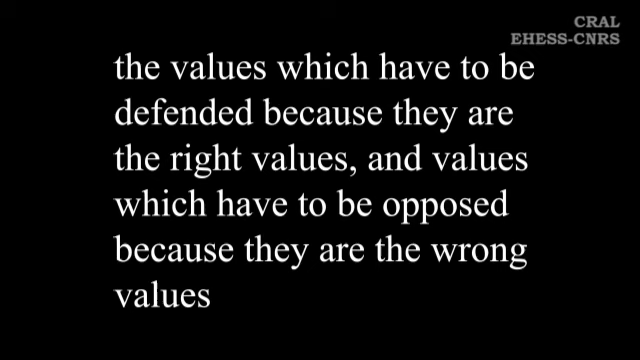 CRAL
EHESS-CNRS
the values which have to be
defended because they are
the right values, and values
which have to be opposed
because they are the wrong
values